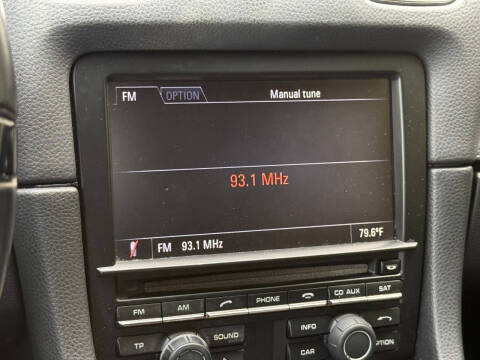 FM OPTION Manual tune
93.1 MHz
FM 93.1 MHz 79.6°F
FM AM PHONE CD AUX SAT
TP SOUND INFO OPTION
CAR